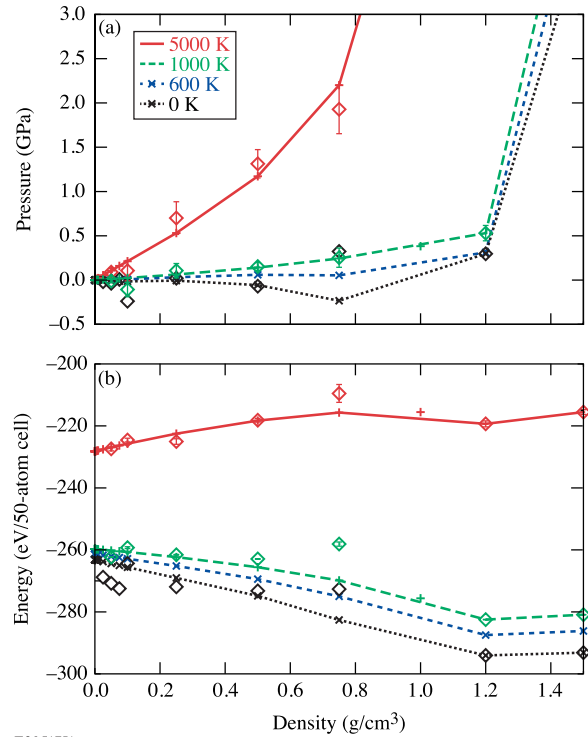 (a)
5000 K
1000 K
600 K
0 K
3.0
2.5
2.0
1.5
1.0
0.5
0.0
−0.5
Pressure (GPa)
(b)
−200
−220
−240
−260
−280
−300
Energy (eV/50-atom cell)
0.0 0.2 0.4 0.6 0.8 1.0 1.2 1.4
Density (g/cm³)